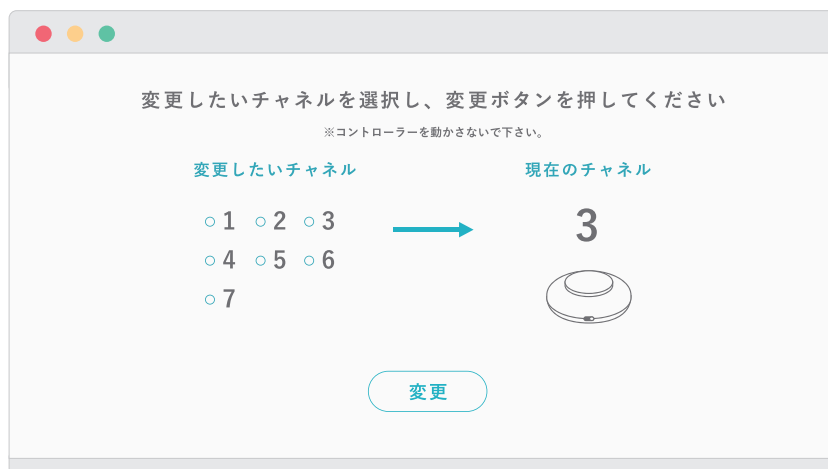 変更したいチャネルを選択し、変更ボタンを押してください
※コントローラーを動かさないで下さい。
変更したいチャネル
現在のチャネル
1 2 3
3
4 5 6
7
変更